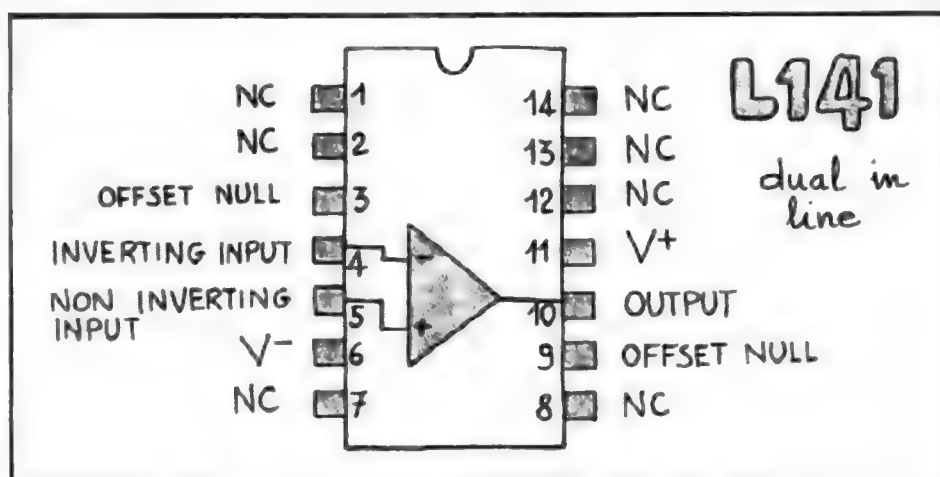 L141
dual in
line
NC 1
NC 2
OFFSET NULL 3
INVERTING INPUT 4
NON INVERTING
INPUT 5
V- 6
NC 7
14 NC
13 NC
12 NC
11 V+
10 OUTPUT
9 OFFSET NULL
8 NC
-
+